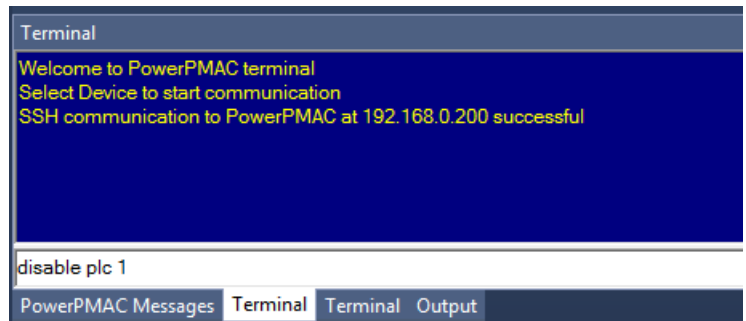 Terminal
Welcome to PowerPMAC terminal
Select Device to start communication
SSH communication to PowerPMAC at 192.168.0.200 successful
disable plc 1
PowerPMAC Messages Terminal Terminal Output